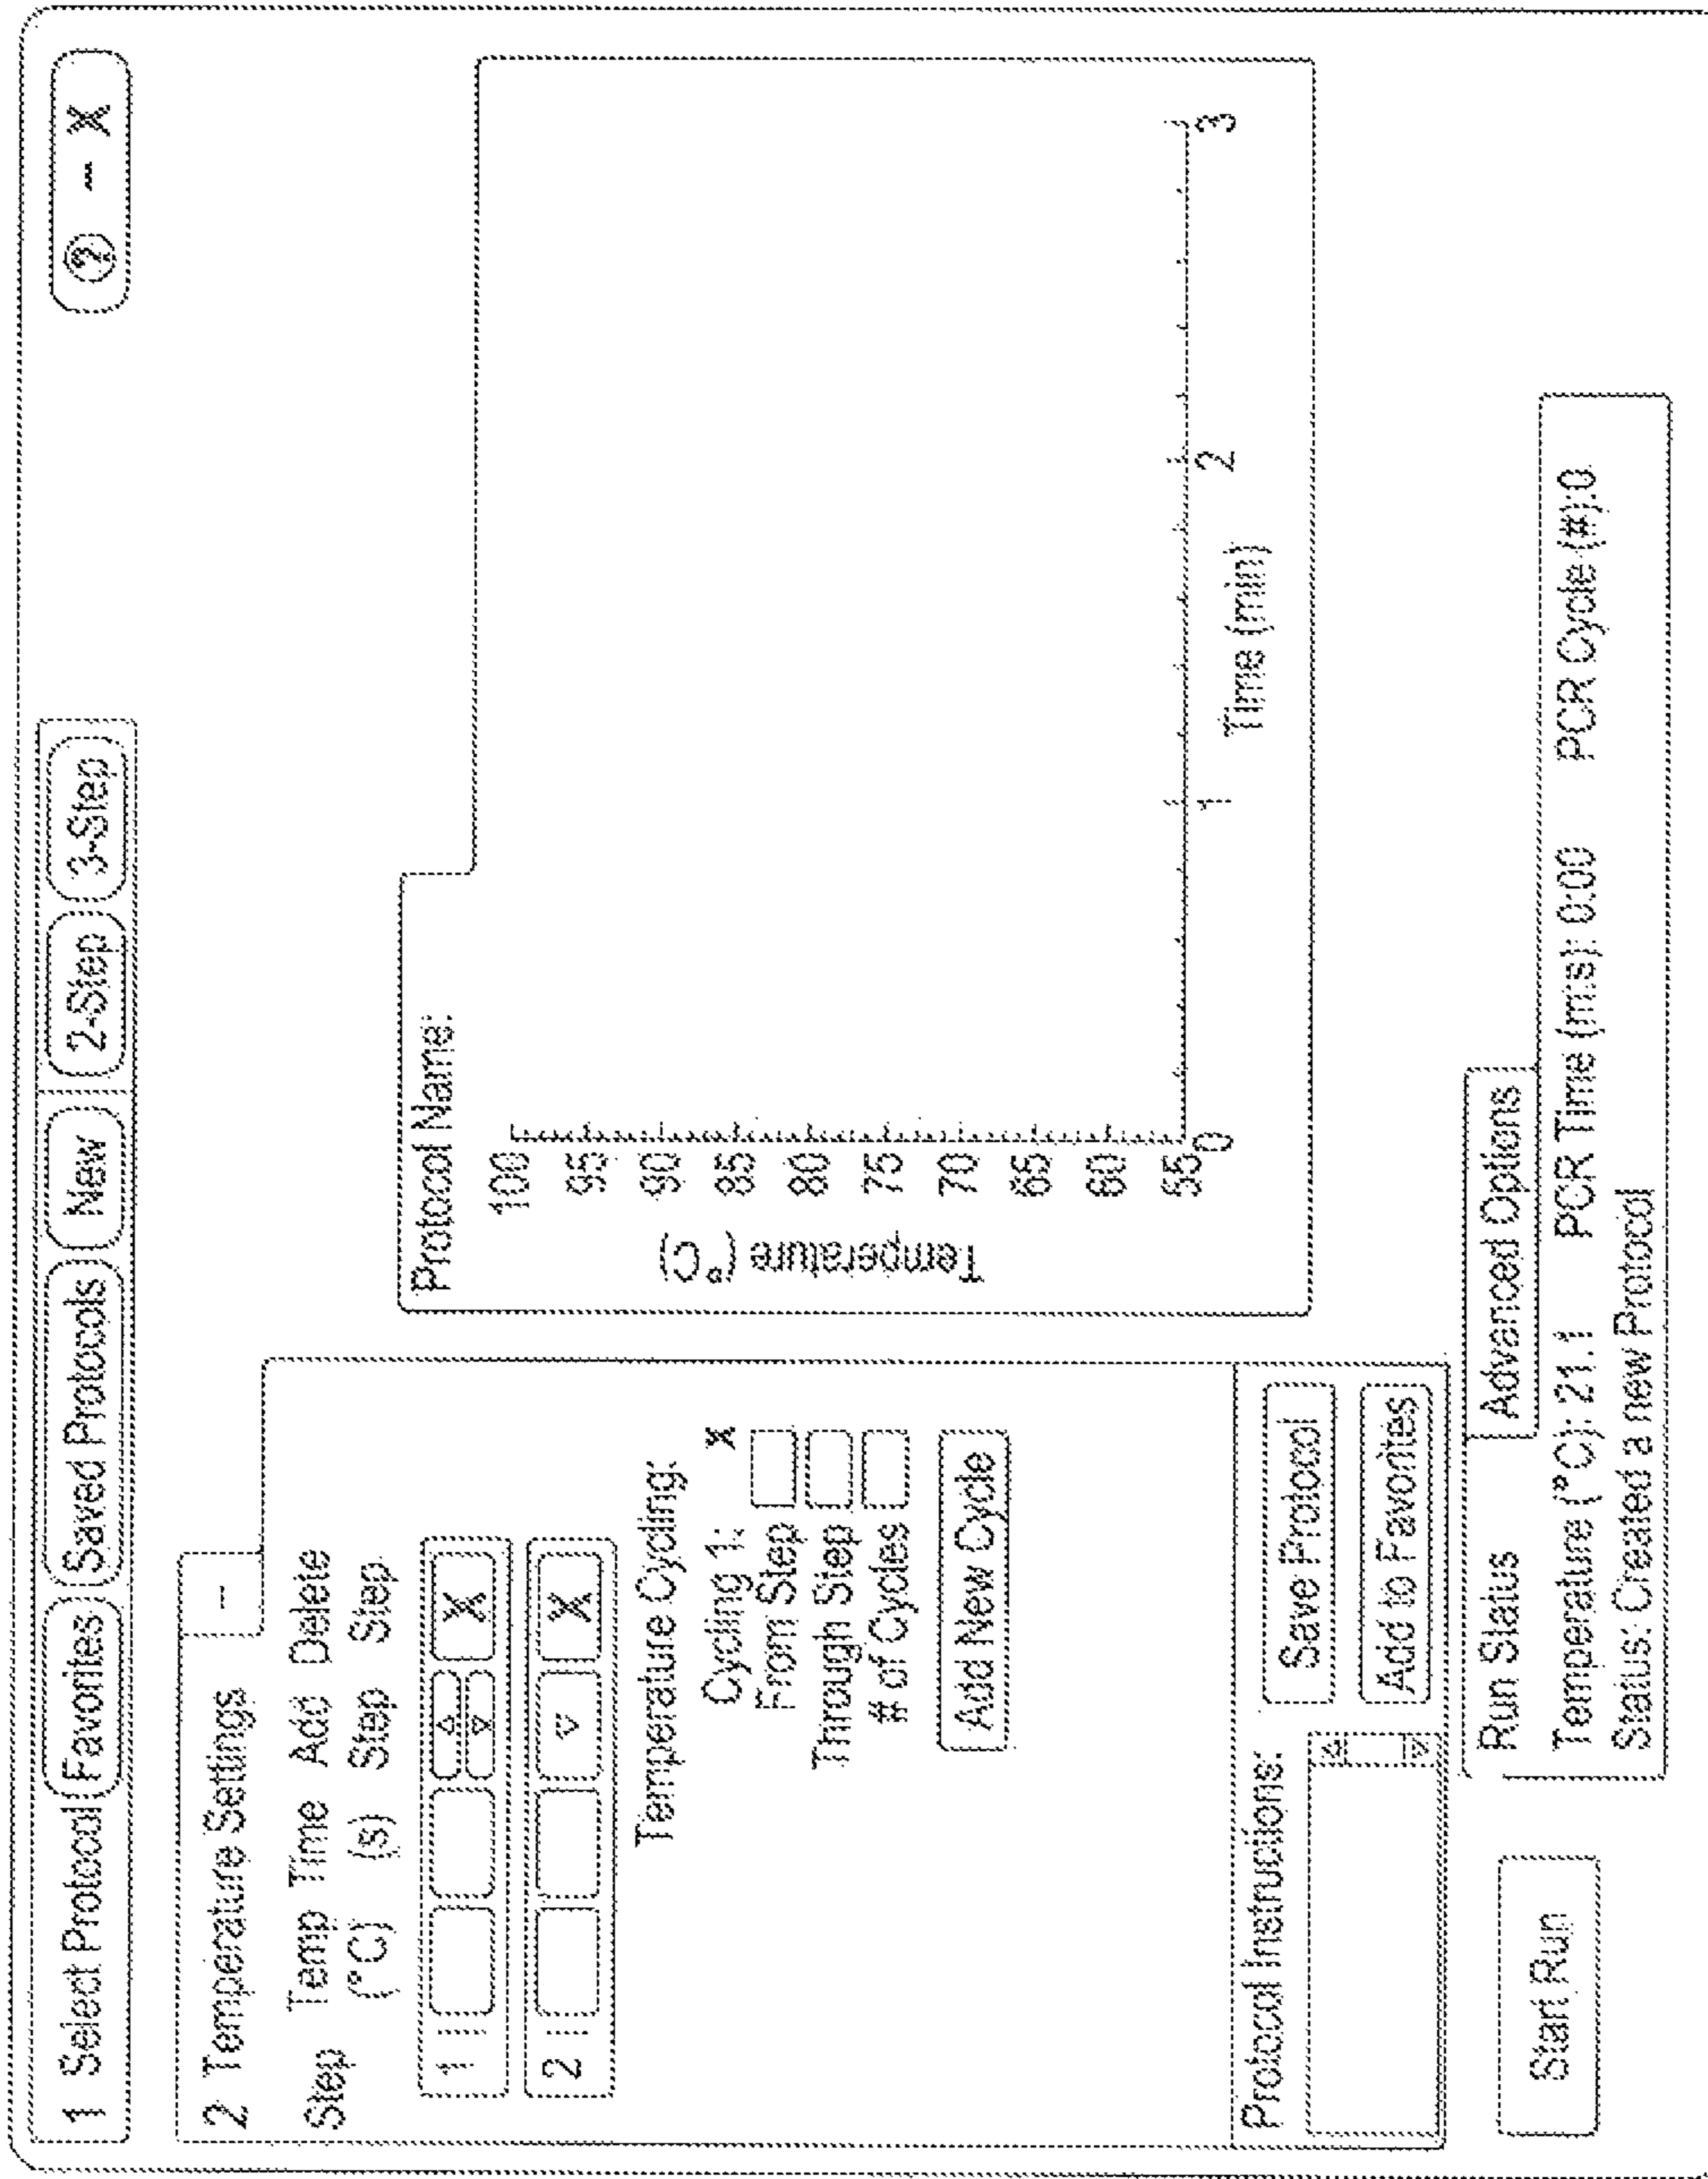 1 Select Protocol Favorites Saved Protocols New 2-Step 3-Step ? – X
2 Temperature Settings –
Step Temp Time Add Delete
(°C) (s) Step Step
1 X
2 X
Temperature Cycling:
Cycling 1: x
From Step
Through Step
# of Cycles
Add New Cycle
Protocol Instructions:
Save Protocol
Add to Favorites
Protocol Name:
Temperature (°C)
100
95
90
85
80
75
70
65
60
55
0 1 2 3
Time (min)
Start Run
Run Status Advanced Options
Temperature (°C): 21.1 PCR Time (m:s): 0:00 PCR Cycle (#):0
Status: Created a new Protocol